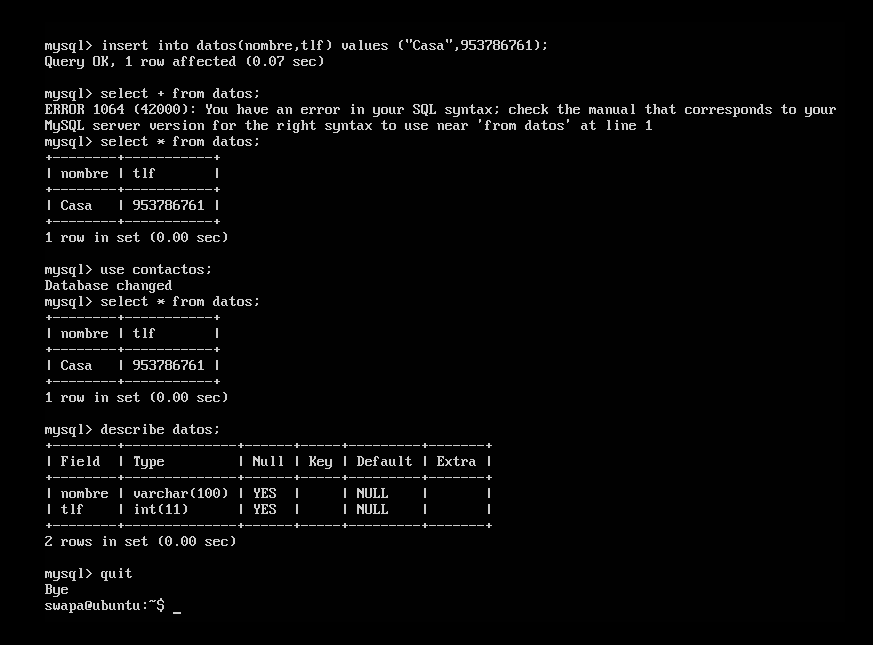 mysql> insert into datos(nombre,tlf) values ("Casa",953786761);
Query OK, 1 row affected (0.07 sec)

mysql> select + from datos;
ERROR 1064 (42000): You have an error in your SQL syntax; check the manual that corresponds to your
MySQL server version for the right syntax to use near 'from datos' at line 1
mysql> select * from datos;
+--------+-----------+
| nombre | tlf       |
+--------+-----------+
| Casa   | 953786761 |
+--------+-----------+
1 row in set (0.00 sec)

mysql> use contactos;
Database changed
mysql> select * from datos;
+--------+-----------+
| nombre | tlf       |
+--------+-----------+
| Casa   | 953786761 |
+--------+-----------+
1 row in set (0.00 sec)

mysql> describe datos;
+--------+--------------+------+-----+---------+-------+
| Field  | Type         | Null | Key | Default | Extra |
+--------+--------------+------+-----+---------+-------+
| nombre | varchar(100) | YES  |     | NULL    |       |
| tlf    | int(11)      | YES  |     | NULL    |       |
+--------+--------------+------+-----+---------+-------+
2 rows in set (0.00 sec)

mysql> quit
Bye
swapa@ubuntu:~$ _